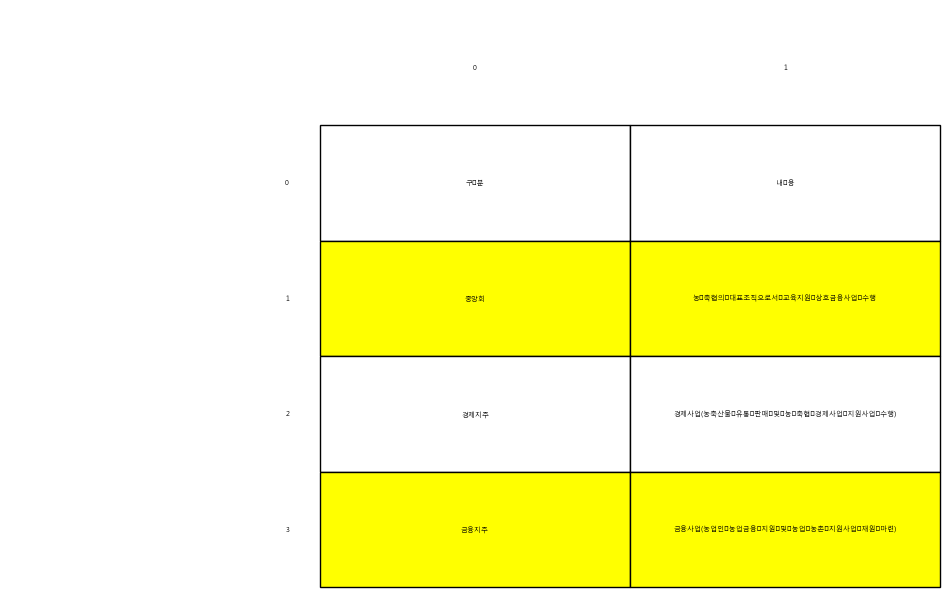 0 1
0 구□분 내□용
1 중앙회 농□축협의□대표조직으로서□교육지원□상호금융사업□수행
2 경제지주 경제사업(농축산물□유통□판매□및□농□축협□경제사업□지원사업□수행)
3 금융지주 금융사업(농업인□농업금융□지원□및□농업□농촌□지원사업□재원□마련)